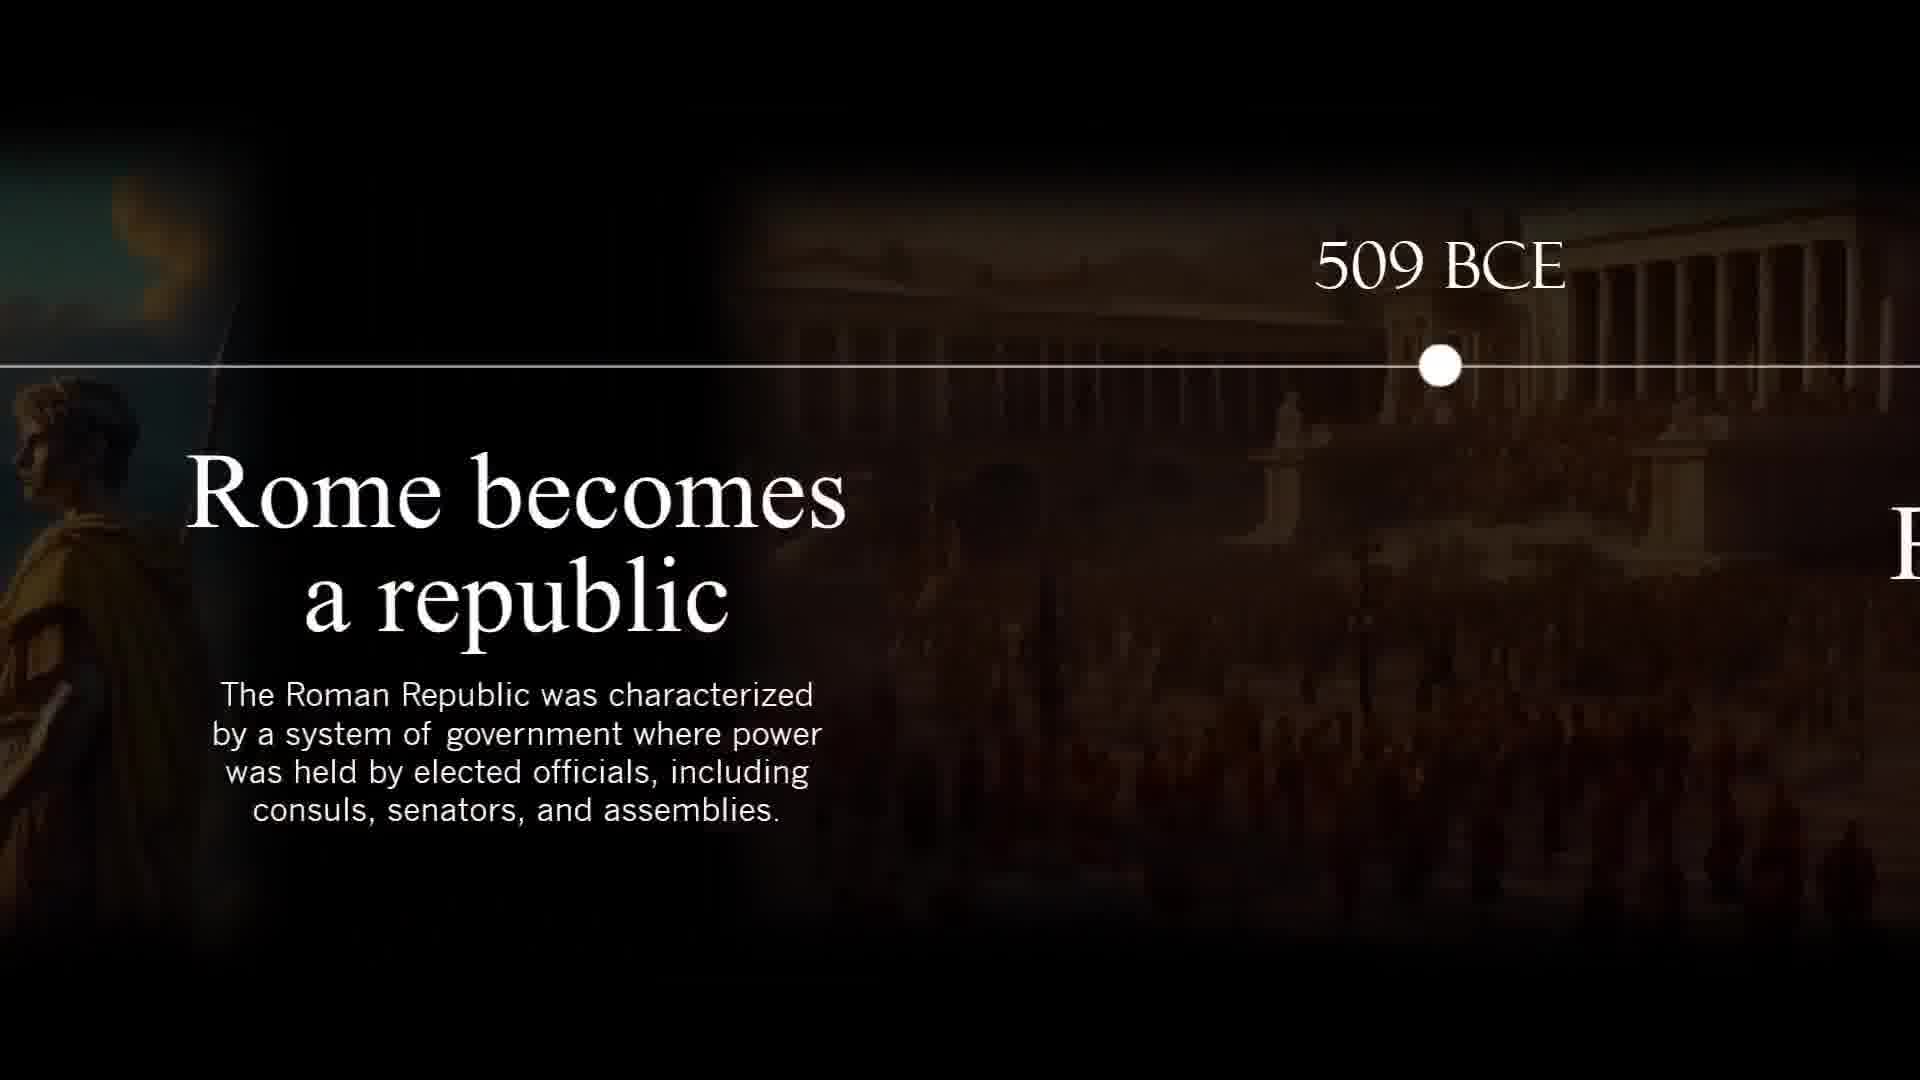 509 BCE
Rome becomes
a republic
The Roman Republic was characterized
by a system of government where power
was held by elected officials, including
consuls, senators, and assemblies.